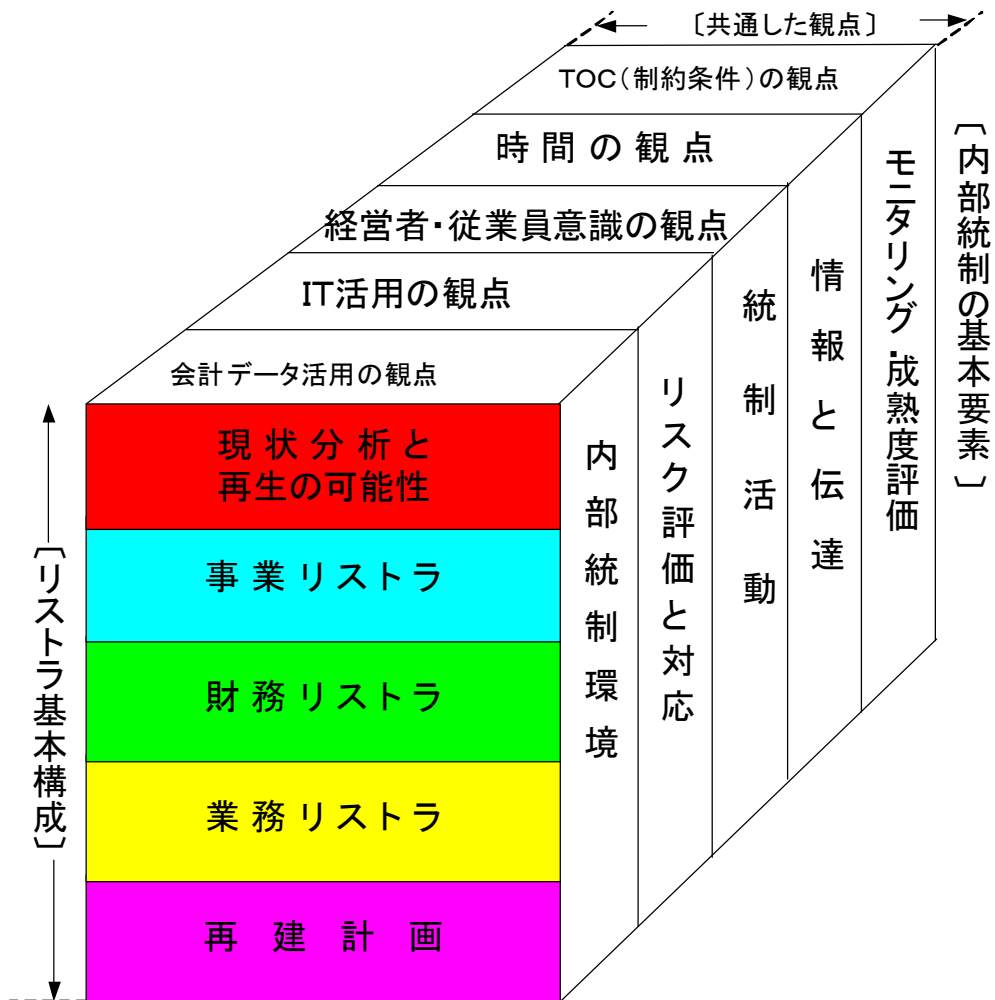 〔共通した観点〕
TOC(制約条件)の観点
時間の観点
経営者・従業員意識の観点
IT活用の観点
会計データ活用の観点
現状分析と
再生の可能性
事業リストラ
財務リストラ
業務リストラ
再建計画
〔リストラ基本構成〕
内部統制環境
リスク評価と対応
統制活動
情報と伝達
モニタリング・成熟度評価
〔内部統制の基本要素〕